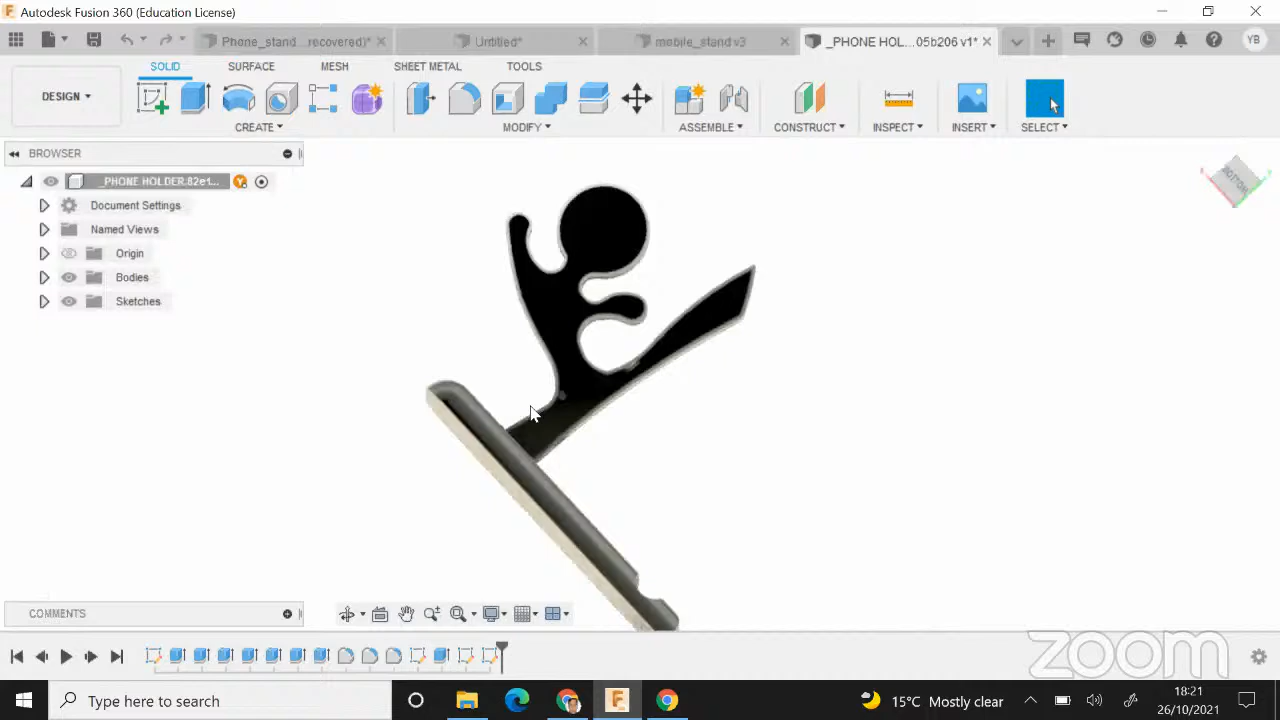 Autodesk Fusion 360 (Education License)
Phone_stand ...recovered)*
Untitled*
mobile_stand v3
_PHONE HOL...05b206 v1*
YB
SOLID
SURFACE
MESH
SHEET METAL
TOOLS
DESIGN
CREATE
MODIFY
ASSEMBLE
CONSTRUCT
INSPECT
INSERT
SELECT
BROWSER
_PHONE HOLDER.82e1...
Document Settings
Named Views
Origin
Bodies
Sketches
BOTTOM
COMMENTS
zoom
Type here to search
15°C Mostly clear
18:21
26/10/2021